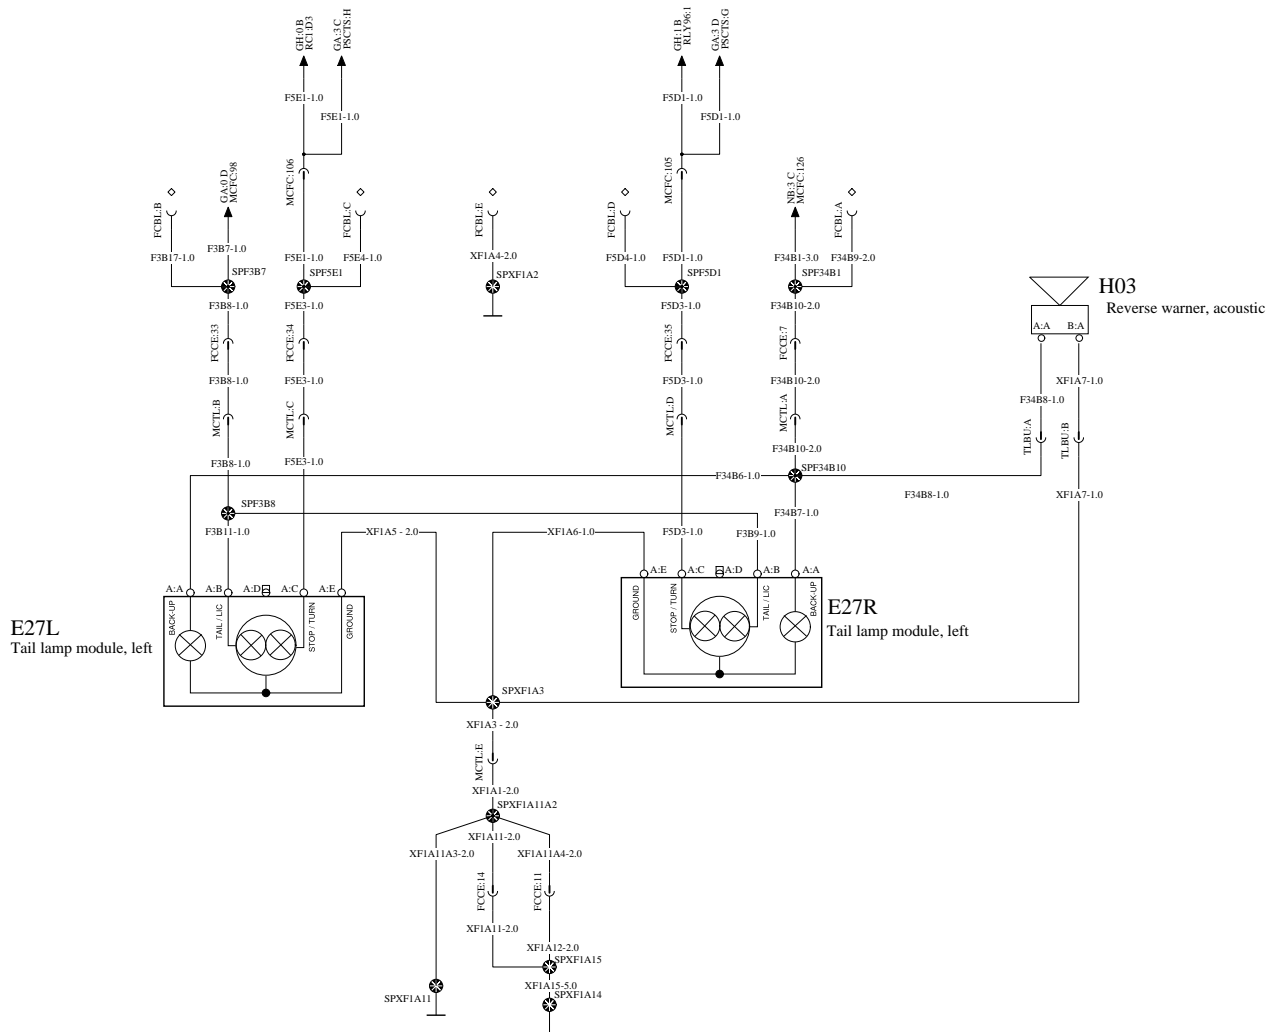 GH:0 B
RC1:D3
GA:3 C
PSCTS:H
GH:1 B
RLY96:1
GA:3 D
PSCTS:G
F5E1-1.0
F5E1-1.0
F5D1-1.0
F5D1-1.0
MCFC:106
MCFC:105
GA:0 D
MCFC:98
NB:3 C
MCFC:126
FCBL:B
FCBL:C
FCBL:E
FCBL:D
FCBL:A
F3B17-1.0
F3B7-1.0
F5E1-1.0
F5E4-1.0
XF1A4-2.0
F5D4-1.0
F5D1-1.0
F34B1-3.0
F34B9-2.0
SPF3B7
SPF5E1
SPXF1A2
SPF5D1
SPF34B1
H03
Reverse warner, acoustic
F3B8-1.0
F5E3-1.0
F5D3-1.0
F34B10-2.0
A:A
B:A
FCCE:33
FCCE:34
FCCE:35
FCCE:7
F3B8-1.0
F5E3-1.0
F5D3-1.0
F34B10-2.0
XF1A7-1.0
F34B8-1.0
MCTL:B
MCTL:C
MCTL:D
MCTL:A
TLBU:A
TLBU:B
F34B10-2.0
F3B8-1.0
F5E3-1.0
SPF34B10
F34B6-1.0
F34B8-1.0
XF1A7-1.0
SPF3B8
F34B7-1.0
F3B11-1.0
XF1A5 - 2.0
XF1A6-1.0
F5D3-1.0
F3B9-1.0
A:E
A:C
A:D
A:B
A:A
A:A
A:B
A:D
A:C
A:E
GROUND
STOP / TURN
TAIL / LIC
BACK-UP
E27R
Tail lamp module, left
E27L
Tail lamp module, left
BACK-UP
TAIL / LIC
STOP / TURN
GROUND
SPXF1A3
XF1A3 - 2.0
MCTL:E
XF1A1-2.0
SPXF1A11A2
XF1A11-2.0
XF1A11A3-2.0
XF1A11A4-2.0
FCCE:14
FCCE:11
XF1A11-2.0
XF1A12-2.0
SPXF1A15
XF1A15-5.0
SPXF1A11
SPXF1A14